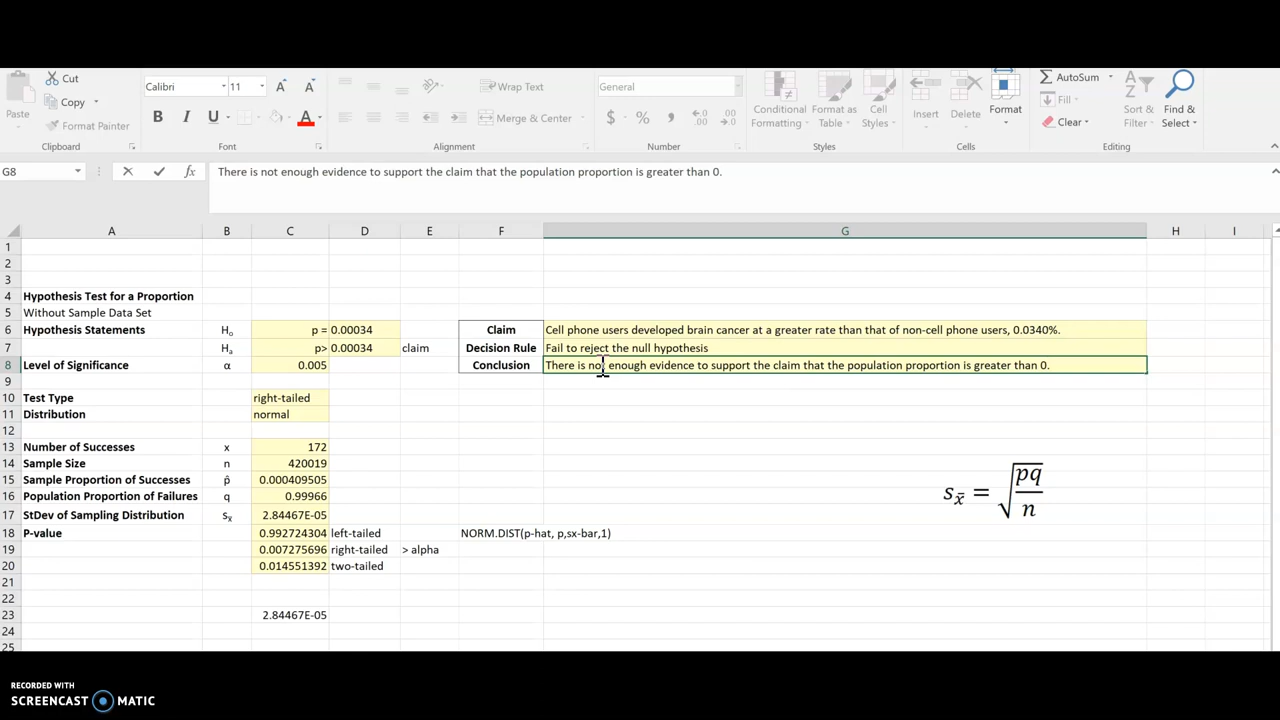 Cut
Calibri 11 A A Wrap Text General AutoSum
Copy Fill
Paste Conditional Format as Cell Insert Delete Format Sort & Find &
Format Painter B I U A Merge & Center $ % , .00 .0 Formatting Table Styles Clear Filter Select
Clipboard Font Alignment Number Styles Cells Editing
G8 fx There is not enough evidence to support the claim that the population proportion is greater than 0.
A B C D E F G H I
1
2
3
4 Hypothesis Test for a Proportion
5 Without Sample Data Set
6 Hypothesis Statements Ho p = 0.00034 Claim Cell phone users developed brain cancer at a greater rate than that of non-cell phone users, 0.0340%.
7 Ha p> 0.00034 claim Decision Rule Fail to reject the null hypothesis
8 Level of Significance α 0.005 Conclusion There is not enough evidence to support the claim that the population proportion is greater than 0.
9
10 Test Type right-tailed
11 Distribution normal
12
13 Number of Successes x 172
14 Sample Size n 420019
15 Sample Proportion of Successes p̂ 0.000409505
16 Population Proportion of Failures q 0.99966
s_x̄ = √(pq/n)
17 StDev of Sampling Distribution sx̄ 2.84467E-05
18 P-value 0.992724304 left-tailed NORM.DIST(p-hat, p,sx-bar,1)
19 0.007275696 right-tailed > alpha
20 0.014551392 two-tailed
21
22
23 2.84467E-05
24
25
RECORDED WITH
SCREENCAST MATIC